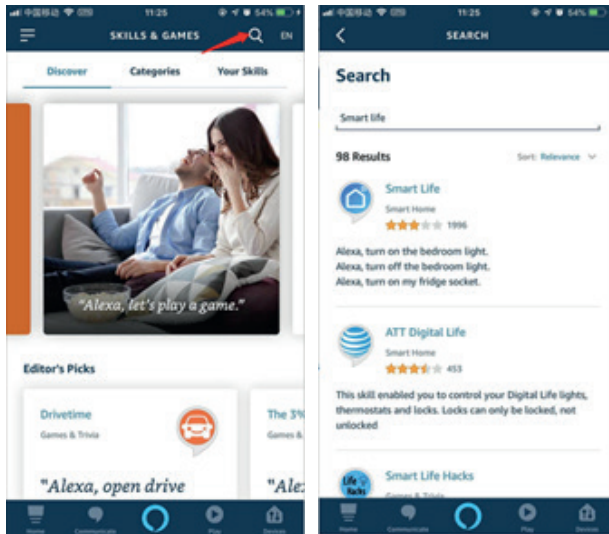 中国移动
11:25
54%
SKILLS & GAMES
EN
Discover
Categories
Your Skills
"Alexa, let's play a game."
Editor's Picks
Drivetime
Games & Trivia
"Alexa, open drive
The 3%
Games &
"Ale
Home
Communicate
Play
Devices
中国移动
11:25
54%
SEARCH
Search
Smart life
98 Results
Sort: Relevance
Smart Life
Smart Home
1996
Alexa, turn on the bedroom light.
Alexa, turn off the bedroom light.
Alexa, turn on my fridge socket.
ATT Digital Life
Smart Home
453
This skill enabled you to control your Digital Life lights,
thermostats and locks. Locks can only be locked, not
unlocked
Life
Hacks
Smart Life Hacks
Games & Trivia
Home
Communicate
Play
Devices